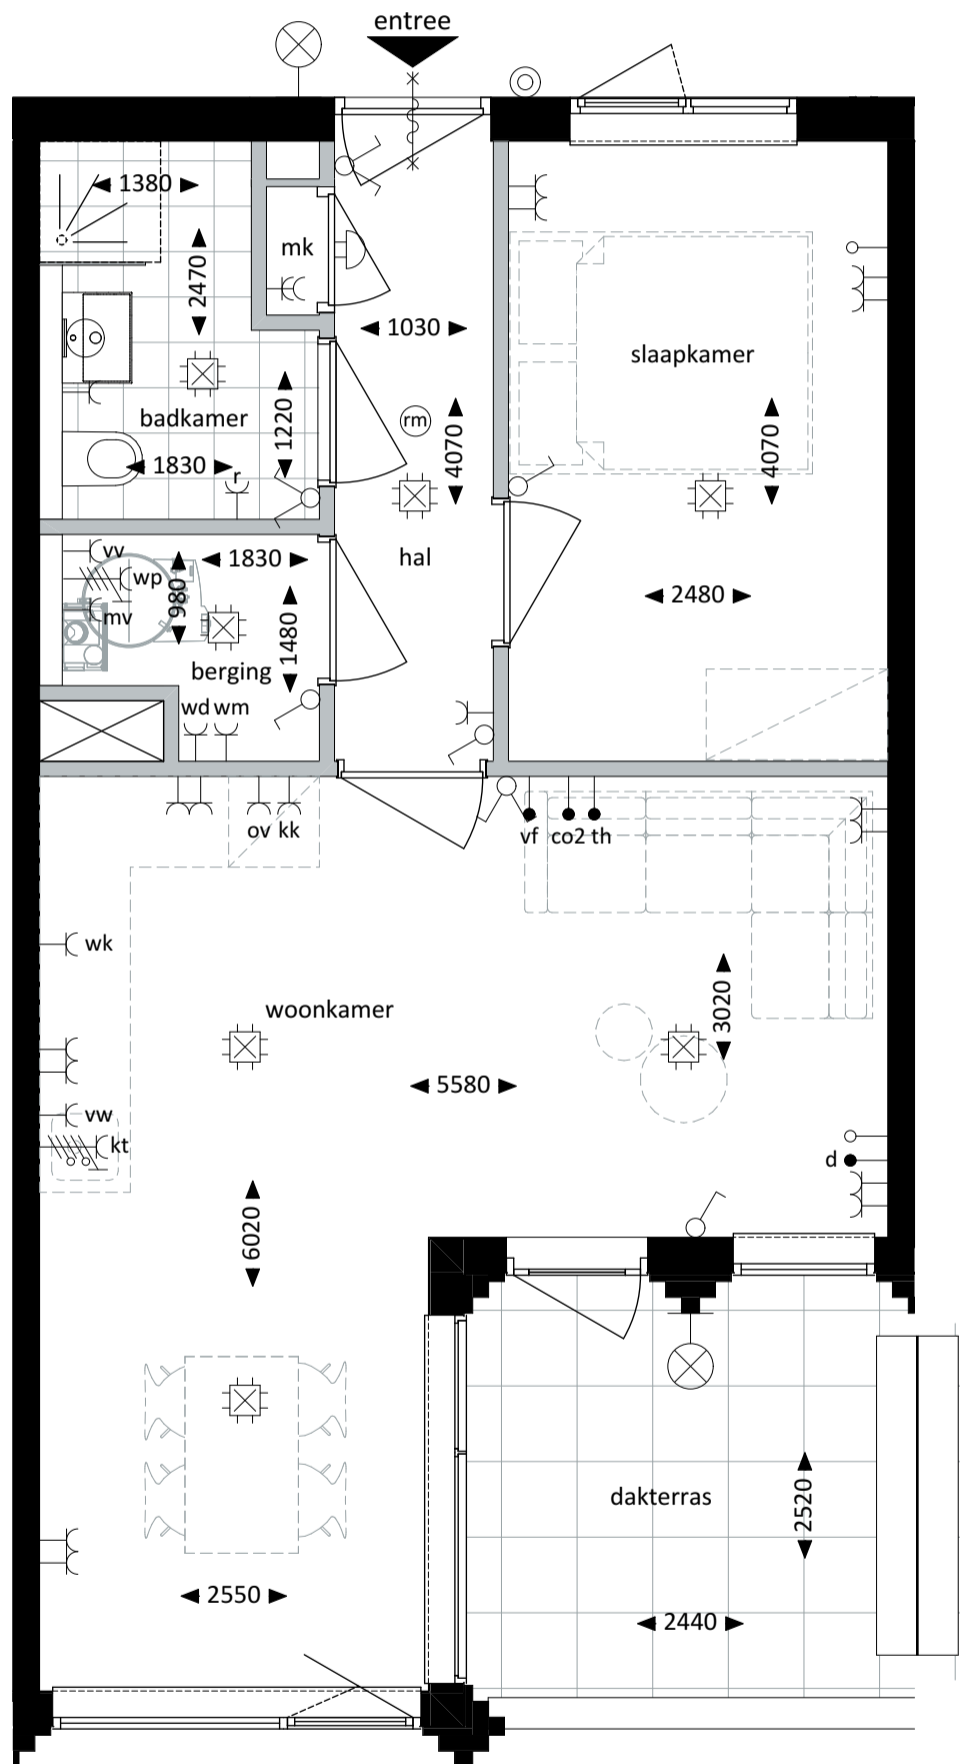 entree
1380
mk
2470
1030
slaapkamer
badkamer
1220
rm
4070
4070
1830
r
hal
vv
1830
wp
980
mv
1480
2480
berging
wd wm
ov kk
vf co2 th
wk
woonkamer
3020
5580
vw
kt
d
6020
dakterras
2520
2550
2440